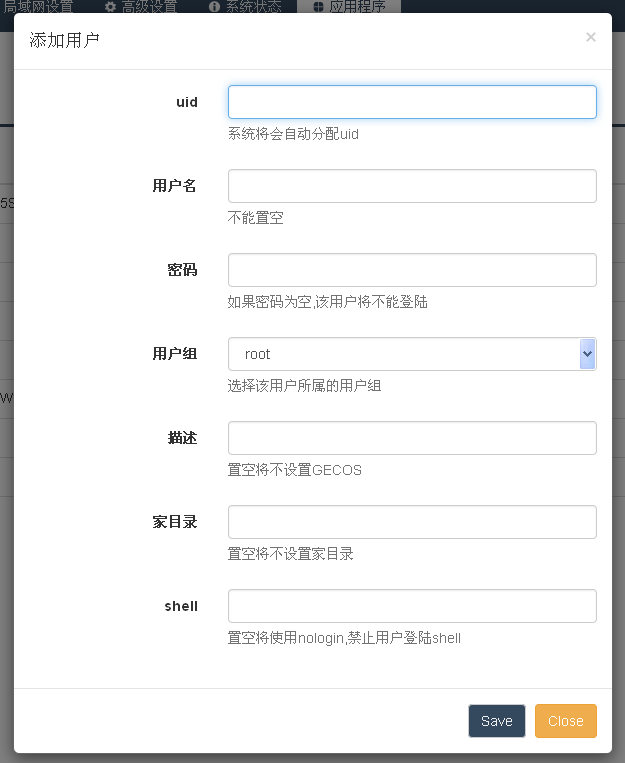 局域网设置 高级设置 系统状态 应用程序
添加用户 ×
uid
系统将会自动分配uid
用户名
不能置空
密码
如果密码为空,该用户将不能登陆
用户组 root
选择该用户所属的用户组
5S
描述
置空将不设置GECOS
W
家目录
置空将不设置家目录
shell
置空将使用nologin,禁止用户登陆shell
Save Close